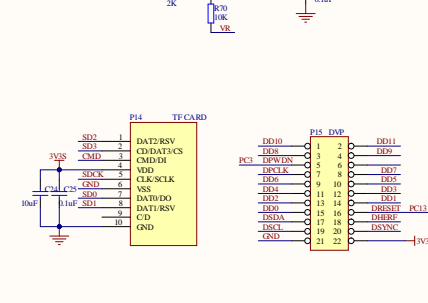 2K
R70
10K
VR
0.1uF
P14 TF CARD
SD2 1 DAT2/RSV
SD3 2 CD/DAT3/CS
CMD 3 CMD/DI
3V3S 4 VDD
SDCK 5 CLK/SCLK
GND 6 VSS
SD0 7 DAT0/DO
SD1 8 DAT1/RSV
9 C/D
10 GND
C24 C25
10uF 0.1uF
P15 DVP
DD10 1 2 DD11
DD8 3 4 DD9
PC3 DPWDN 5 6
DPCLK 7 8 DD7
DD6 9 10 DD5
DD4 11 12 DD3
DD2 13 14 DD1
DD0 15 16 DRESET PC13
DSDA 17 18 DHERF
DSCL 19 20 DSYNC
GND 21 22